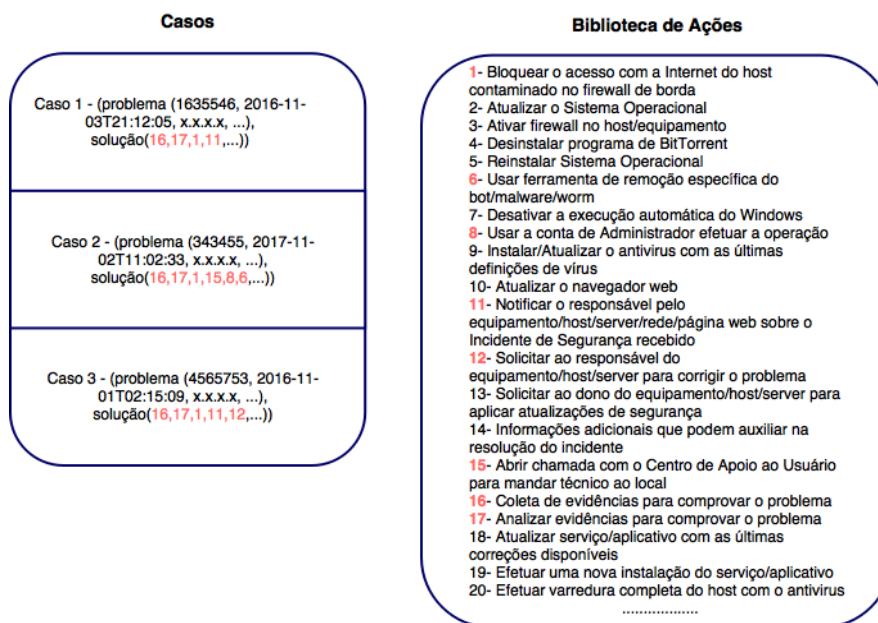 Casos
Caso 1 - (problema (1635546, 2016-11-
03T21:12:05, x.x.x.x, ...),
solução(16,17,1,11,...))
Caso 2 - (problema (343455, 2017-11-
02T11:02:33, x.x.x.x, ...),
solução(16,17,1,15,8,6,...))
Caso 3 - (problema (4565753, 2016-11-
01T02:15:09, x.x.x.x, ...),
solução(16,17,1,11,12,...))
Biblioteca de Ações
1- Bloquear o acesso com a Internet do host
contaminado no firewall de borda
2- Atualizar o Sistema Operacional
3- Ativar firewall no host/equipamento
4- Desinstalar programa de BitTorrent
5- Reinstalar Sistema Operacional
6- Usar ferramenta de remoção específica do
bot/malware/worm
7- Desativar a execução automática do Windows
8- Usar a conta de Administrador efetuar a operação
9- Instalar/Atualizar o antivirus com as últimas
definições de vírus
10- Atualizar o navegador web
11- Notificar o responsável pelo
equipamento/host/server/rede/página web sobre o
Incidente de Segurança recebido
12- Solicitar ao responsável do
equipamento/host/server para corrigir o problema
13- Solicitar ao dono do equipamento/host/server para
aplicar atualizações de segurança
14- Informações adicionais que podem auxiliar na
resolução do incidente
15- Abrir chamada com o Centro de Apoio ao Usuário
para mandar técnico ao local
16- Coleta de evidências para comprovar o problema
17- Analizar evidências para comprovar o problema
18- Atualizar serviço/aplicativo com as últimas
correções disponíveis
19- Efetuar uma nova instalação do serviço/aplicativo
20- Efetuar varredura completa do host com o antivirus
..................